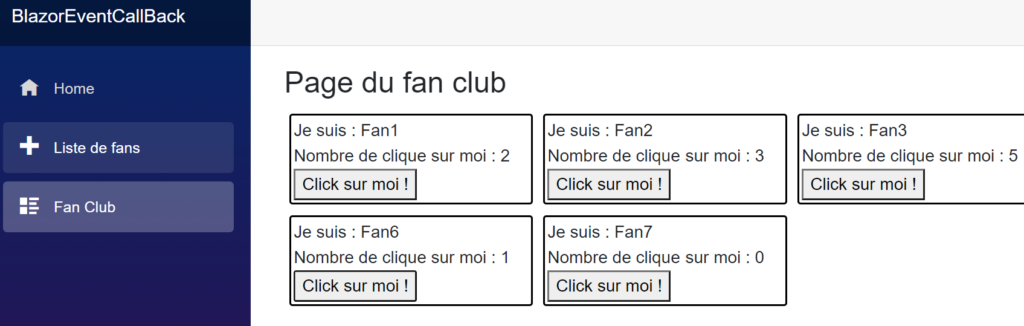 BlazorEventCallBack
Home
Liste de fans
Fan Club
Page du fan club
Je suis : Fan1
Nombre de clique sur moi : 2
Click sur moi !
Je suis : Fan2
Nombre de clique sur moi : 3
Click sur moi !
Je suis : Fan3
Nombre de clique sur moi : 5
Click sur moi !
Je suis : Fan6
Nombre de clique sur moi : 1
Click sur moi !
Je suis : Fan7
Nombre de clique sur moi : 0
Click sur moi !